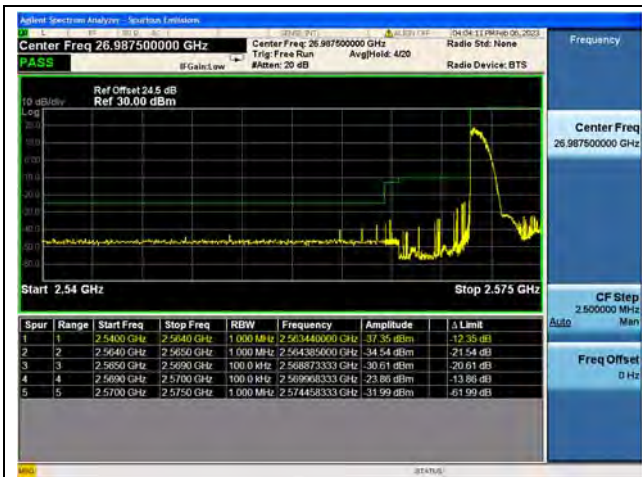 Agilent Spectrum Analyzer - Spurious Emissions
04:04:11 PM Feb 06, 2023
Center Freq 26.987500000 GHz
Center Freq: 26.987500000 GHz
Radio Std: None
Trig: Free Run
Avg|Hold: 4/20
PASS
IFGain:Low
#Atten: 20 dB
Radio Device: BTS
Frequency
Ref Offset 24.5 dB
10 dB/div
Ref 30.00 dBm
Log
Center Freq
26.987500000 GHz
Start 2.54 GHz
Stop 2.575 GHz
CF Step
2.500000 MHz
Auto Man
Freq Offset
0 Hz
Spur Range Start Freq Stop Freq RBW Frequency Amplitude Δ Limit
1 1 2.5400 GHz 2.5640 GHz 1.000 MHz 2.563440000 GHz -37.35 dBm -12.35 dB
2 2 2.5640 GHz 2.5650 GHz 1.000 MHz 2.564385000 GHz -34.54 dBm -21.54 dB
3 3 2.5650 GHz 2.5690 GHz 100.0 kHz 2.568873333 GHz -30.61 dBm -20.61 dB
4 4 2.5690 GHz 2.5700 GHz 100.0 kHz 2.569968333 GHz -23.86 dBm -13.86 dB
5 5 2.5700 GHz 2.5750 GHz 1.000 MHz 2.574458333 GHz -31.99 dBm -61.99 dB
MSG
STATUS